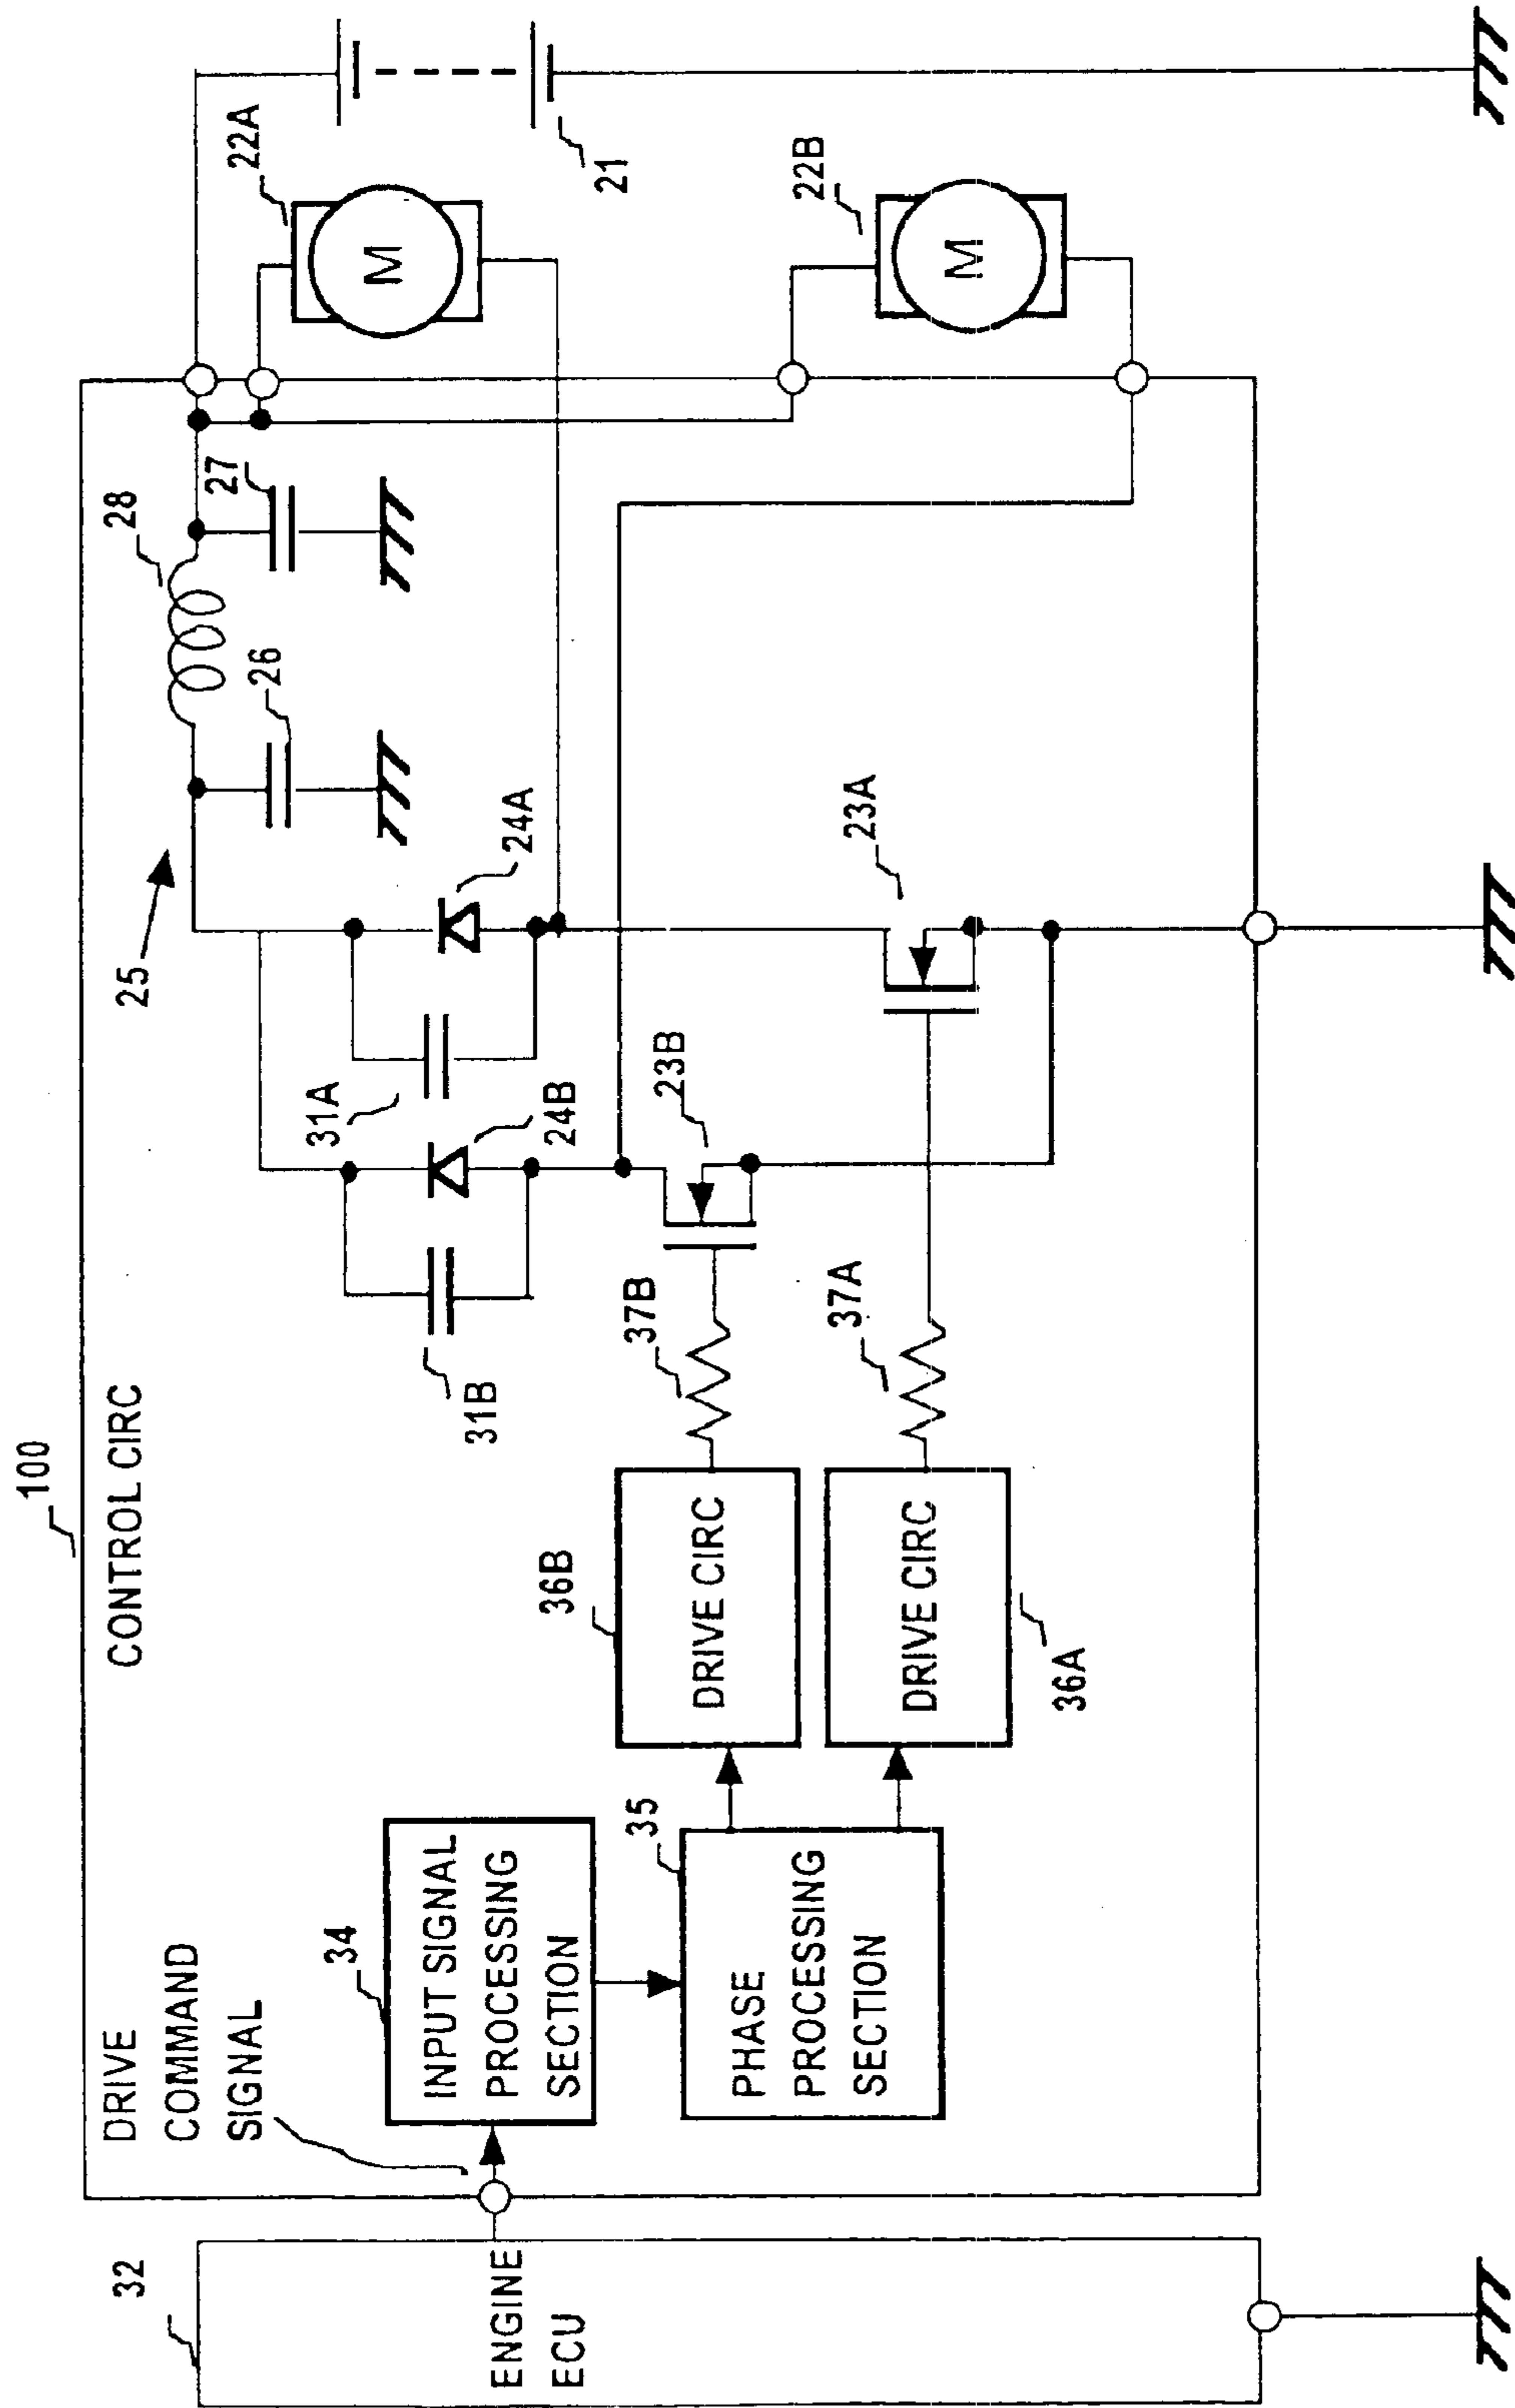 100
CONTROL CIRC
32
ENGINE
ECU
DRIVE
COMMAND
SIGNAL
34
INPUT SIGNAL
PROCESSING
SECTION
35
PHASE
PROCESSING
SECTION
36B
DRIVE CIRC
DRIVE CIRC
36A
37B
37A
31B
24B
31A
24A
23B
23A
25
26
28
27
22A
M
22B
M
21